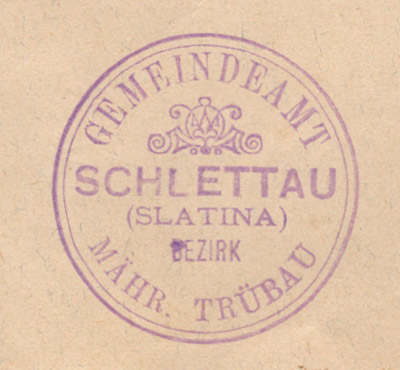 GEMEINDEAMT
SCHLETTAU
(SLATINA)
BEZIRK
MÄHR. TRÜBAU